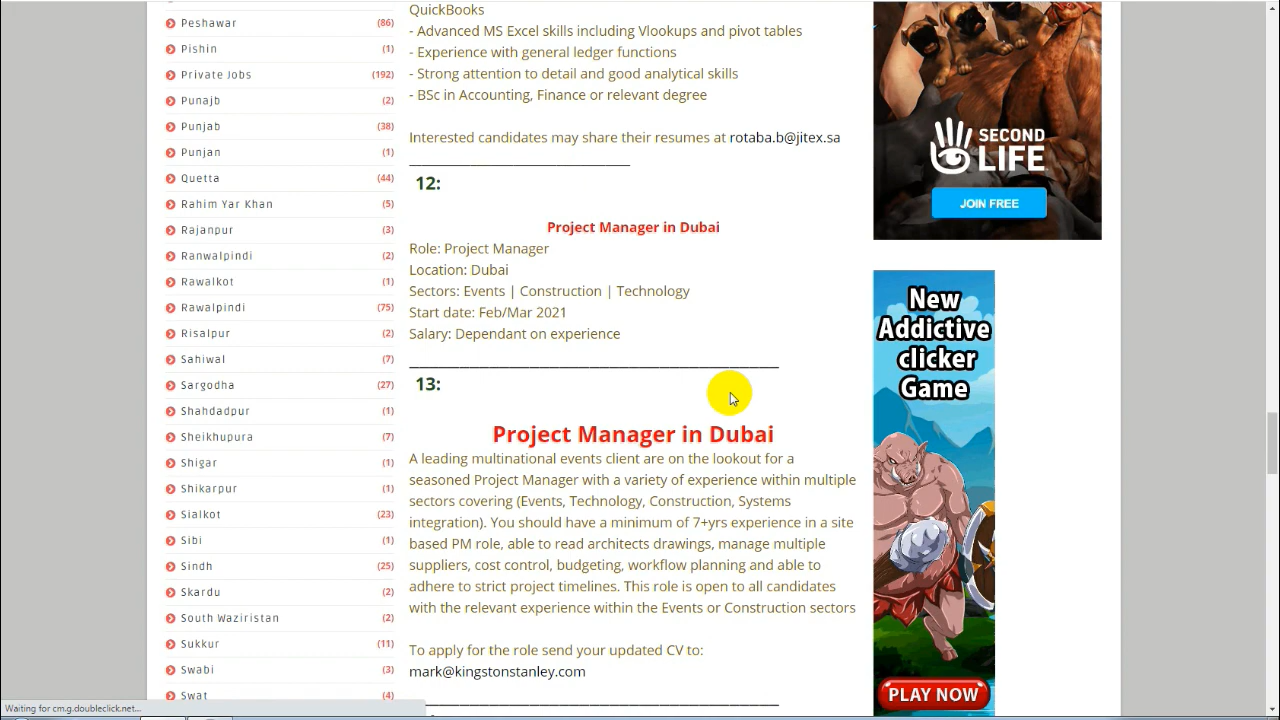 Peshawar (86)
Pishin (1)
Private Jobs (192)
Punajb (2)
Punjab (38)
Punjan (1)
Quetta (44)
Rahim Yar Khan (5)
Rajanpur (3)
Ranwalpindi (2)
Rawalkot (1)
Rawalpindi (75)
Risalpur (2)
Sahiwal (7)
Sargodha (27)
Shahdadpur (1)
Sheikhupura (7)
Shigar (1)
Shikarpur (1)
Sialkot (23)
Sibi (1)
Sindh (25)
Skardu (2)
South Waziristan (2)
Sukkur (11)
Swabi (3)
Swat (4)
Waiting for cm.g.doubleclick.net...
QuickBooks
- Advanced MS Excel skills including Vlookups and pivot tables
- Experience with general ledger functions
- Strong attention to detail and good analytical skills
- BSc in Accounting, Finance or relevant degree
Interested candidates may share their resumes at rotaba.b@jitex.sa
12:
Project Manager in Dubai
Role: Project Manager
Location: Dubai
Sectors: Events | Construction | Technology
Start date: Feb/Mar 2021
Salary: Dependant on experience
13:
Project Manager in Dubai
A leading multinational events client are on the lookout for a
seasoned Project Manager with a variety of experience within multiple
sectors covering (Events, Technology, Construction, Systems
integration). You should have a minimum of 7+yrs experience in a site
based PM role, able to read architects drawings, manage multiple
suppliers, cost control, budgeting, workflow planning and able to
adhere to strict project timelines. This role is open to all candidates
with the relevant experience within the Events or Construction sectors
To apply for the role send your updated CV to:
mark@kingstonstanley.com
SECOND
LIFE
JOIN FREE
New
Addictive
clicker
Game
PLAY NOW